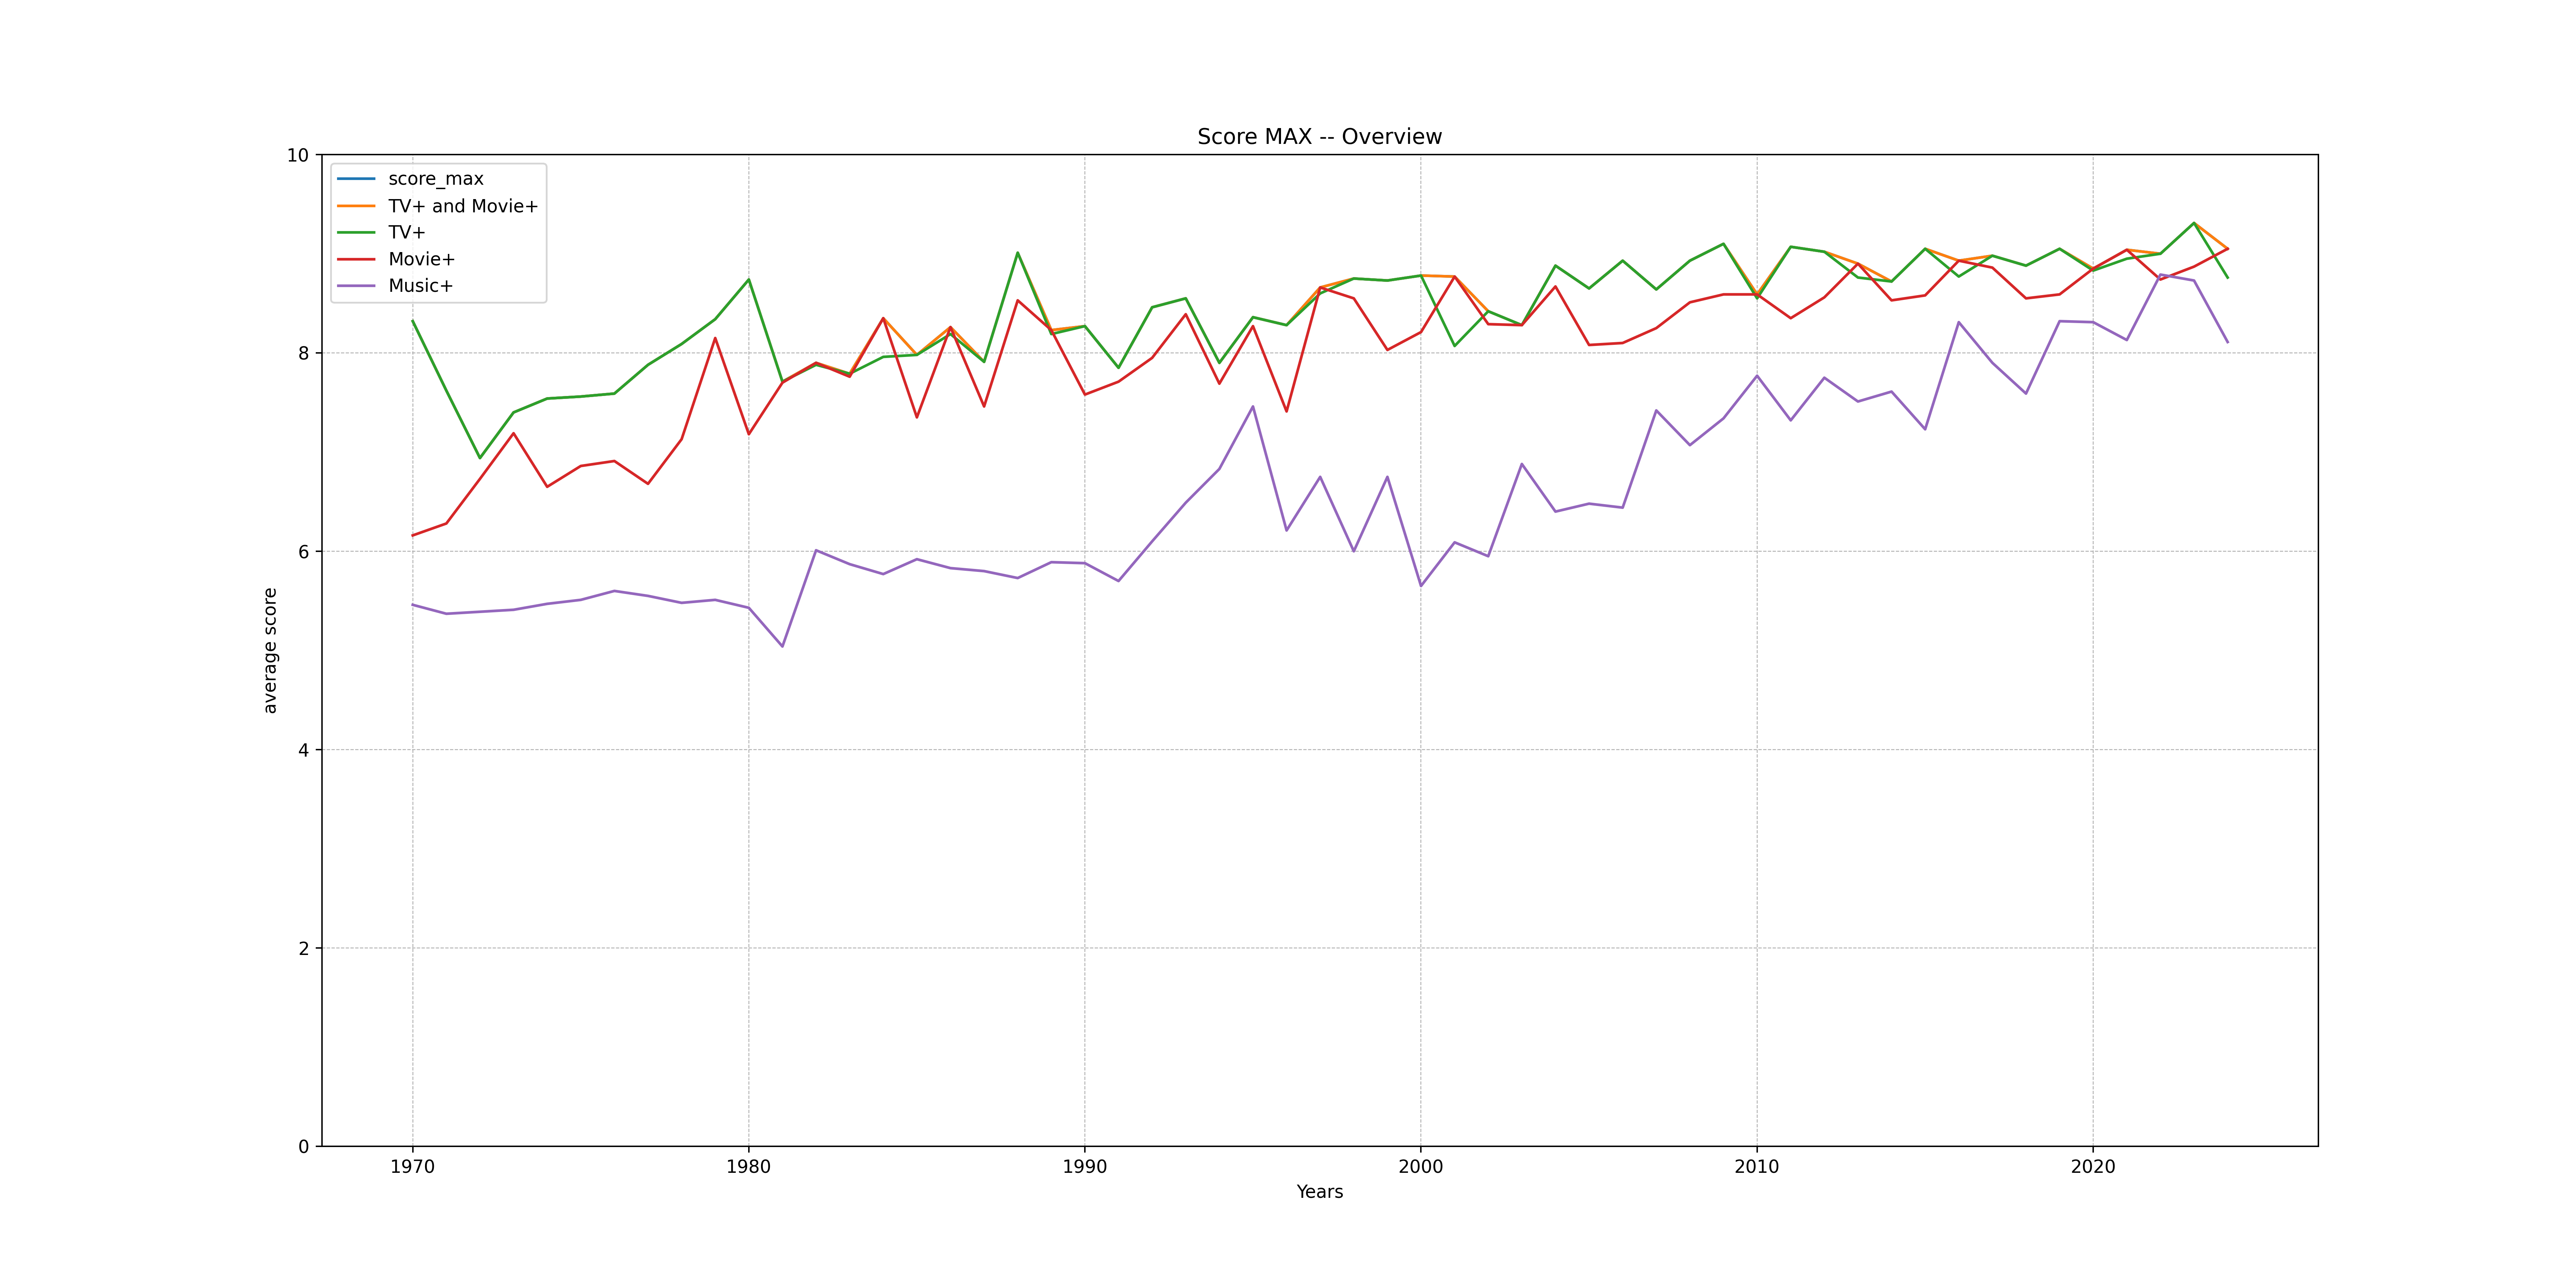 Score MAX -- Overview
score_max
TV+ and Movie+
TV+
Movie+
Music+
average score
10
8
6
4
2
0
1970 1980 1990 2000 2010 2020
Years